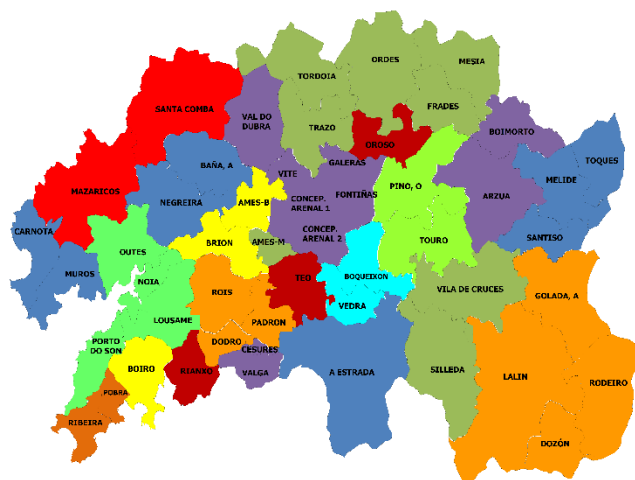 ORDES
MESIA
TORDOIA
SANTA COMBA
FRADES
VAL DO
DUBRA
TRAZO
BOIMORTO
OROSO
TOQUES
BAÑA, A
VITE
GALERAS
MELIDE
MAZARICOS
NEGREIRA
AMES-B
CONCEP.
ARENAL 1
FONTIÑAS
PINO, O
ARZUA
CARNOTA
CONCEP.
ARENAL 2
SANTISO
OUTES
BRION
AMES-M
TOURO
MUROS
NOIA
ROIS
TEO
BOQUEIXON
VILA DE CRUCES
GOLADA, A
LOUSAME
VEDRA
PADRON
PORTO
DO SON
DODRO
CESURES
BOIRO
RIANXO
VALGA
A ESTRADA
SILLEDA
LALIN
RODEIRO
POBRA
RIBEIRA
DOZÓN